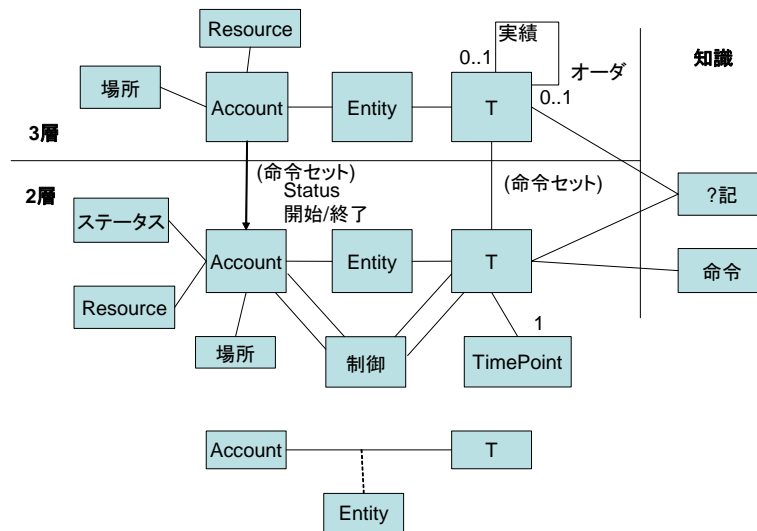 Resource
実績
0..1
オーダ
知識
場所
0..1
Account
Entity
T
3層
(命令セット)
Status
開始/終了
(命令セット)
2層
?記
ステータス
Account
Entity
T
命令
Resource
場所
制御
1
TimePoint
Account
T
Entity